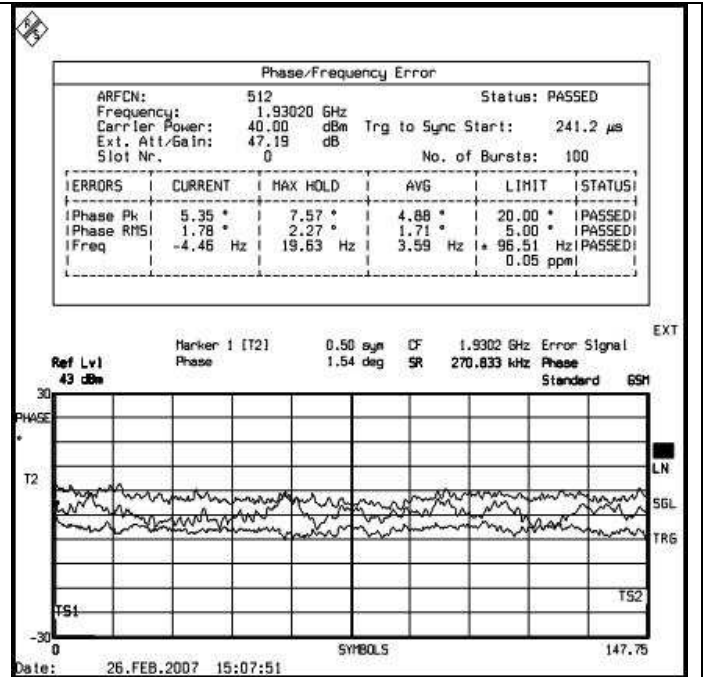 R/S
Phase/Frequency Error
ARFCN: 512 Status: PASSED
Frequency: 1.93020 GHz
Carrier Power: 40.00 dBm Trg to Sync Start: 241.2 µs
Ext. Att/Gain: 47.19 dB
Slot Nr. 0 No. of Bursts: 100
ERRORS CURRENT MAX HOLD AVG LIMIT STATUS
Phase Pk 5.35 ° 7.57 ° 4.88 ° 20.00 ° PASSED
Phase RMS 1.78 ° 2.27 ° 1.71 ° 5.00 ° PASSED
Freq -4.46 Hz 19.63 Hz 3.59 Hz ± 96.51 Hz PASSED
0.05 ppm
EXT
Marker 1 [T2] 0.50 sym CF 1.9302 GHz Error Signal
Ref Lvl Phase 1.54 deg SR 270.833 kHz Phase
43 dBm Standard GSM
30
PHASE
°
LN
T2
SGL
TRG
TS2
TS1
-30
0 SYMBOLS 147.75
Date: 26.FEB.2007 15:07:51